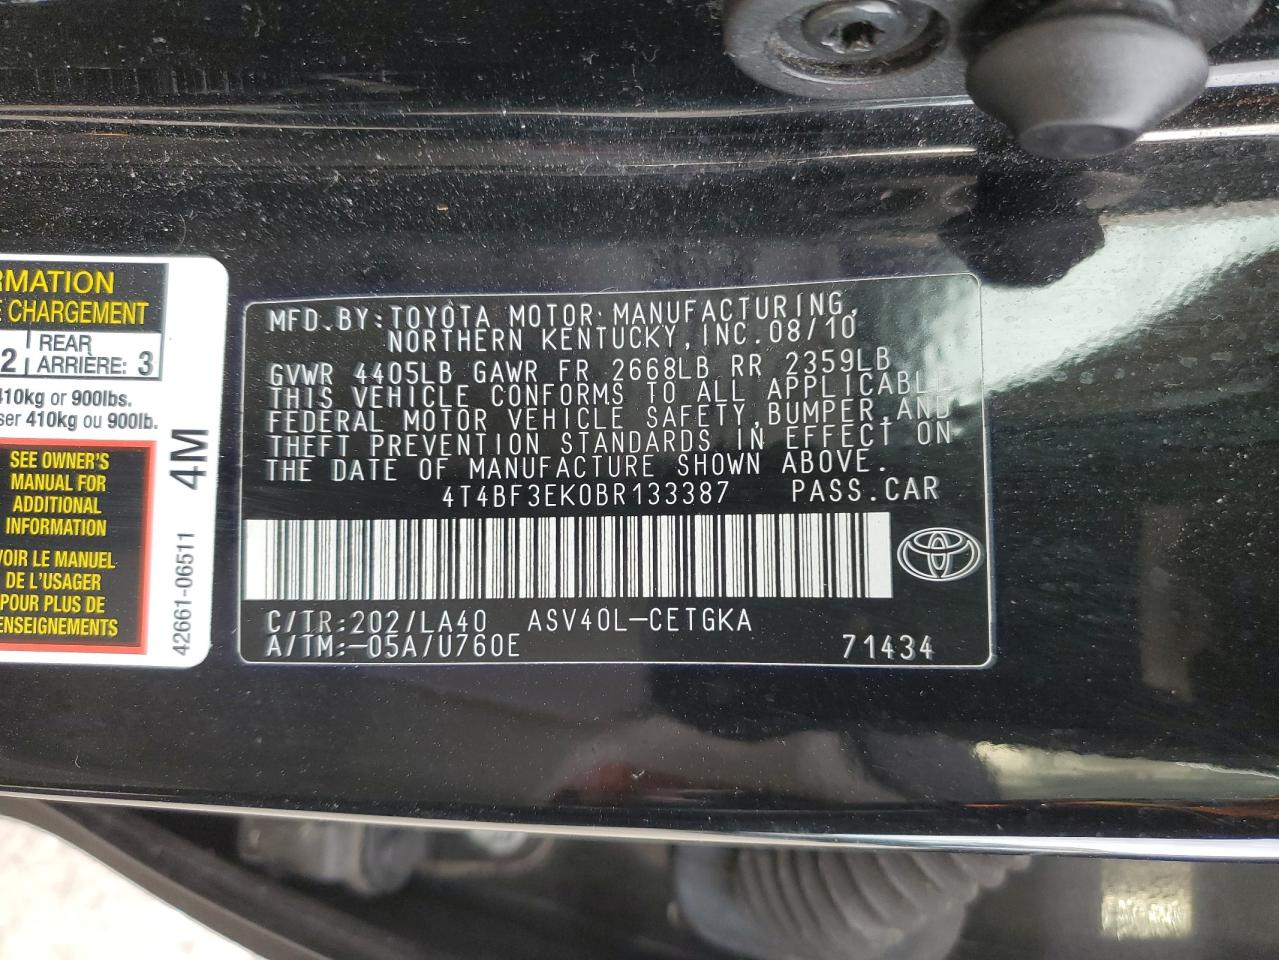 RMATION
E CHARGEMENT
2 REAR ARRIÈRE: 3
410kg or 900lbs.
ser 410kg ou 900lb.
SEE OWNER'S
MANUAL FOR
ADDITIONAL
INFORMATION
VOIR LE MANUEL
DE L'USAGER
POUR PLUS DE
ENSEIGNEMENTS
4M
42661-06511
MFD.BY:TOYOTA MOTOR MANUFACTURING,
NORTHERN KENTUCKY,INC.08/10
GVWR 4405LB GAWR FR 2668LB RR 2359LB
THIS VEHICLE CONFORMS TO ALL APPLICABLE
FEDERAL MOTOR VEHICLE SAFETY,BUMPER,AND
THEFT PREVENTION STANDARDS IN EFFECT ON
THE DATE OF MANUFACTURE SHOWN ABOVE.
4T4BF3EK0BR133387 PASS.CAR
C/TR:202/LA40 ASV40L-CETGKA
A/TM:-05A/U760E 71434